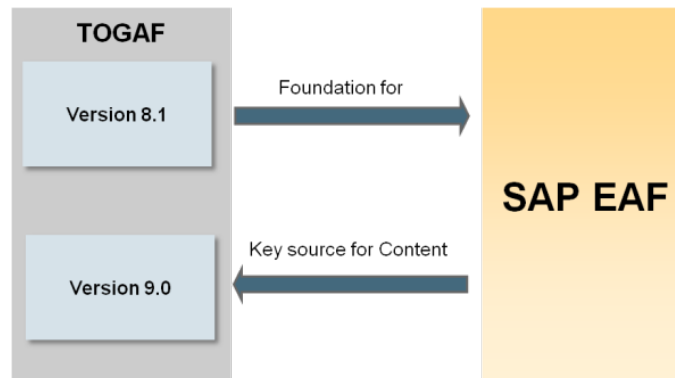 TOGAF
Version 8.1
Foundation for
SAP EAF
Key source for Content
Version 9.0